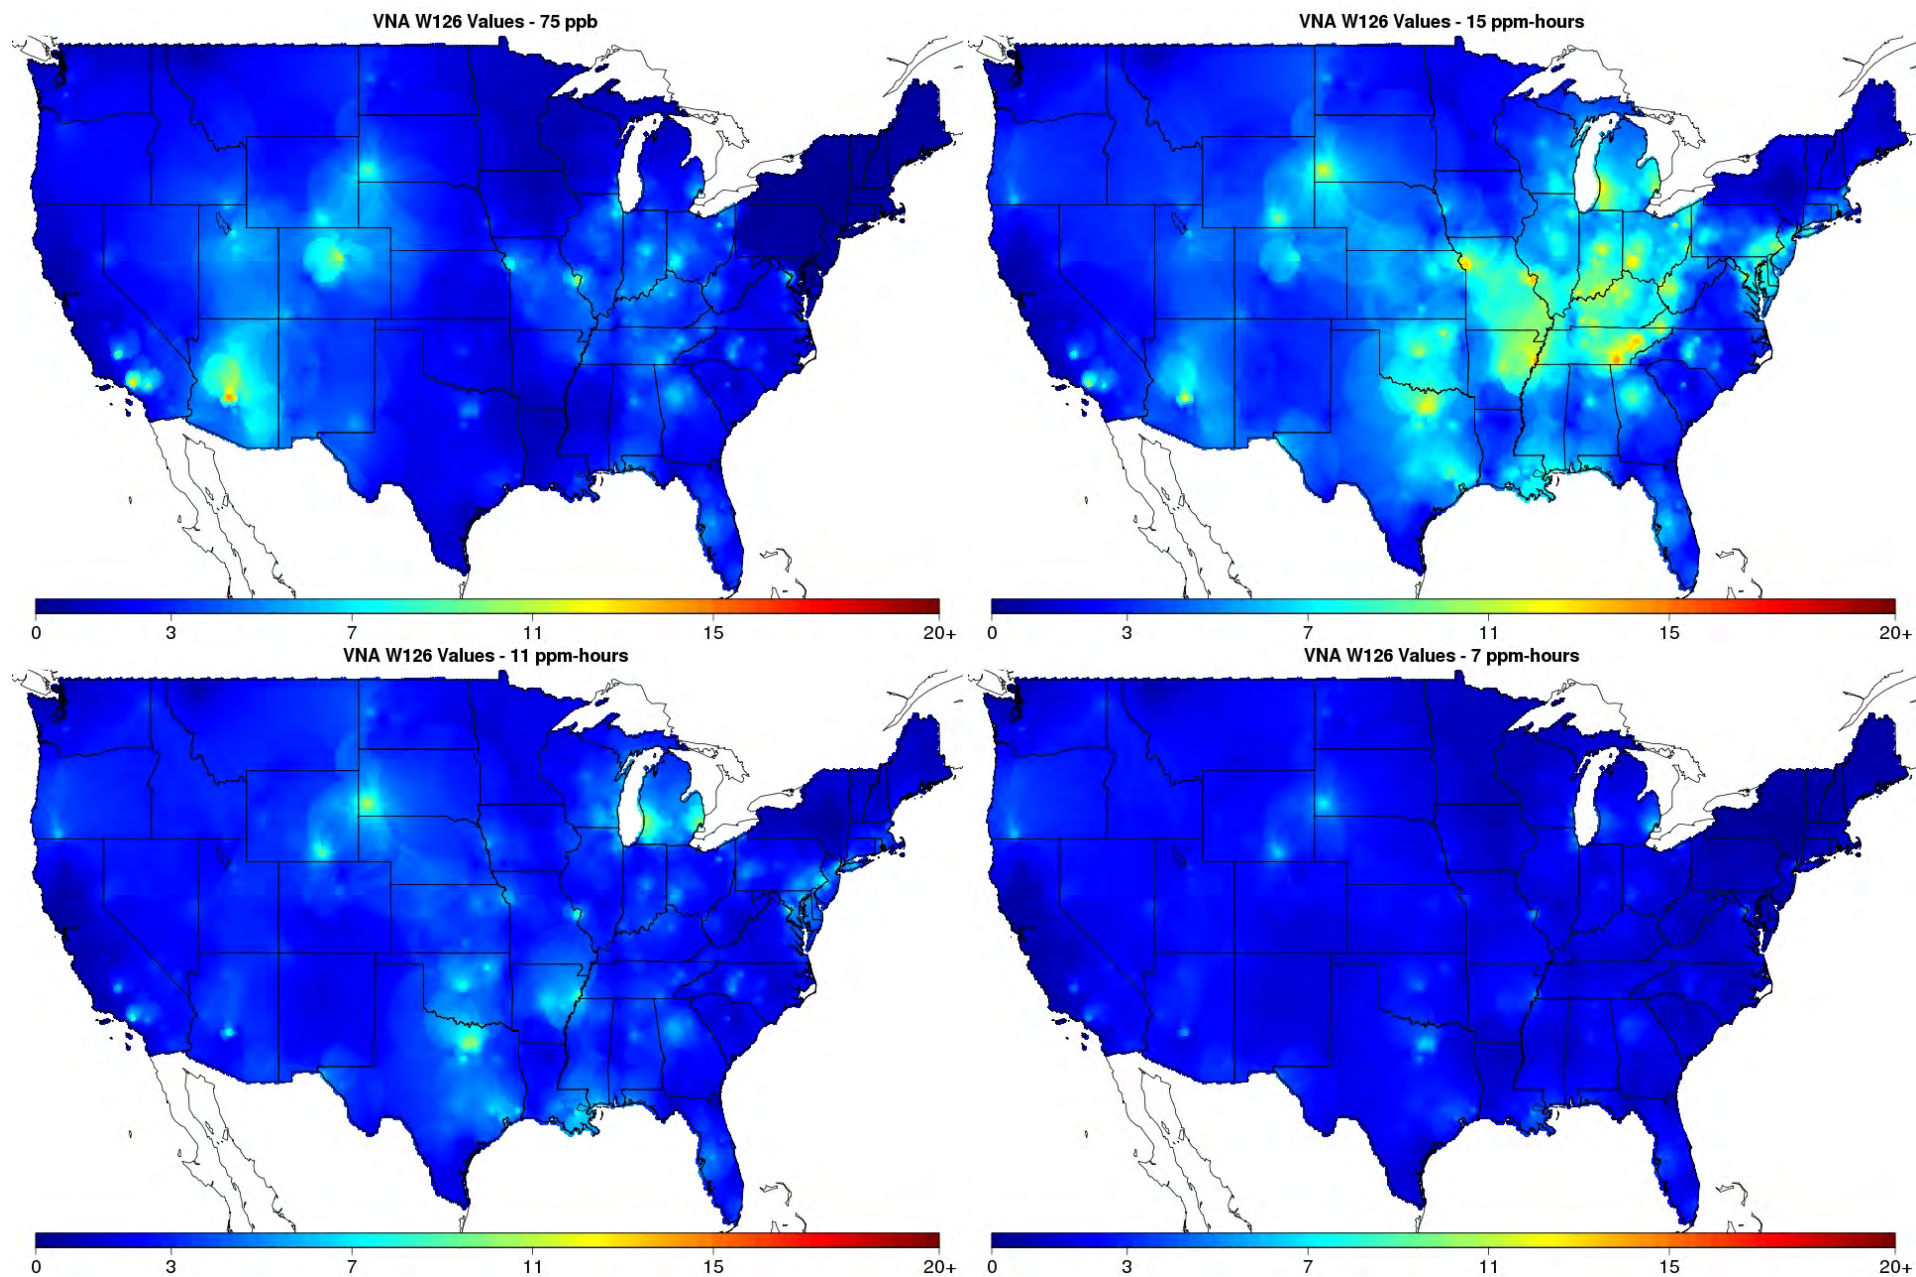 VNA W126 Values - 75 ppb
0 3 7 11 15 20+
VNA W126 Values - 15 ppm-hours
0 3 7 11 15 20+
VNA W126 Values - 11 ppm-hours
0 3 7 11 15 20+
VNA W126 Values - 7 ppm-hours
0 3 7 11 15 20+